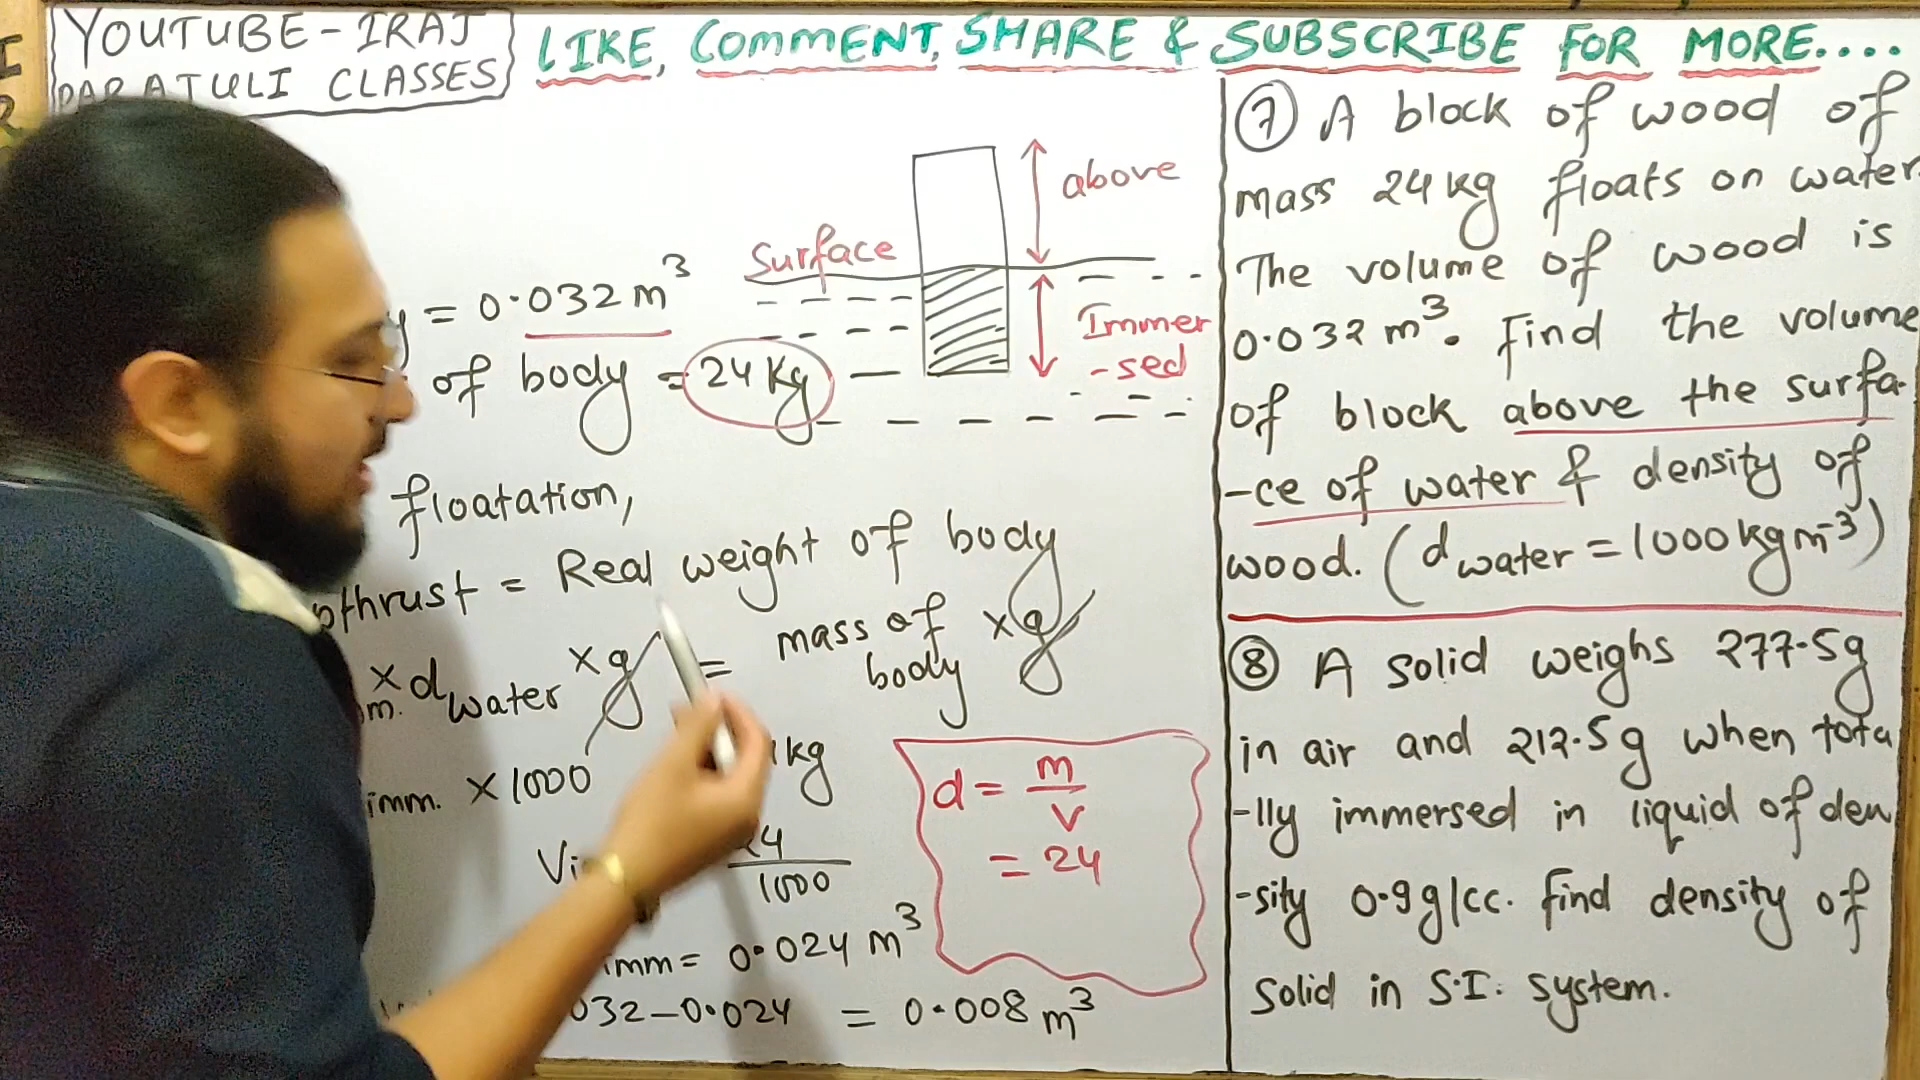 YOUTUBE-IRAJ
PARAJULI CLASSES
LIKE, COMMENT, SHARE & SUBSCRIBE FOR MORE....
y = 0.032 m³
of body = 24 Kg
floatation,
pthrust = Real weight of body
m. × dwater × g = mass of body × g
imm. × 1000
kg
24
1000
imm = 0.024 m³
032 - 0.024 = 0.008 m³
Surface
above
Immer
-sed
d = m
v
= 24
⑦ A block of wood of
mass 24 kg floats on water.
The volume of wood is
0.032 m³. Find the volume
of block above the surfa-
-ce of water & density of
wood. (dwater = 1000 kg m⁻³)
⑧ A solid weighs 277.5g
in air and 212.5g when tota
-lly immersed in liquid of den
-sity 0.9g/cc. find density of
Solid in S.I. system.